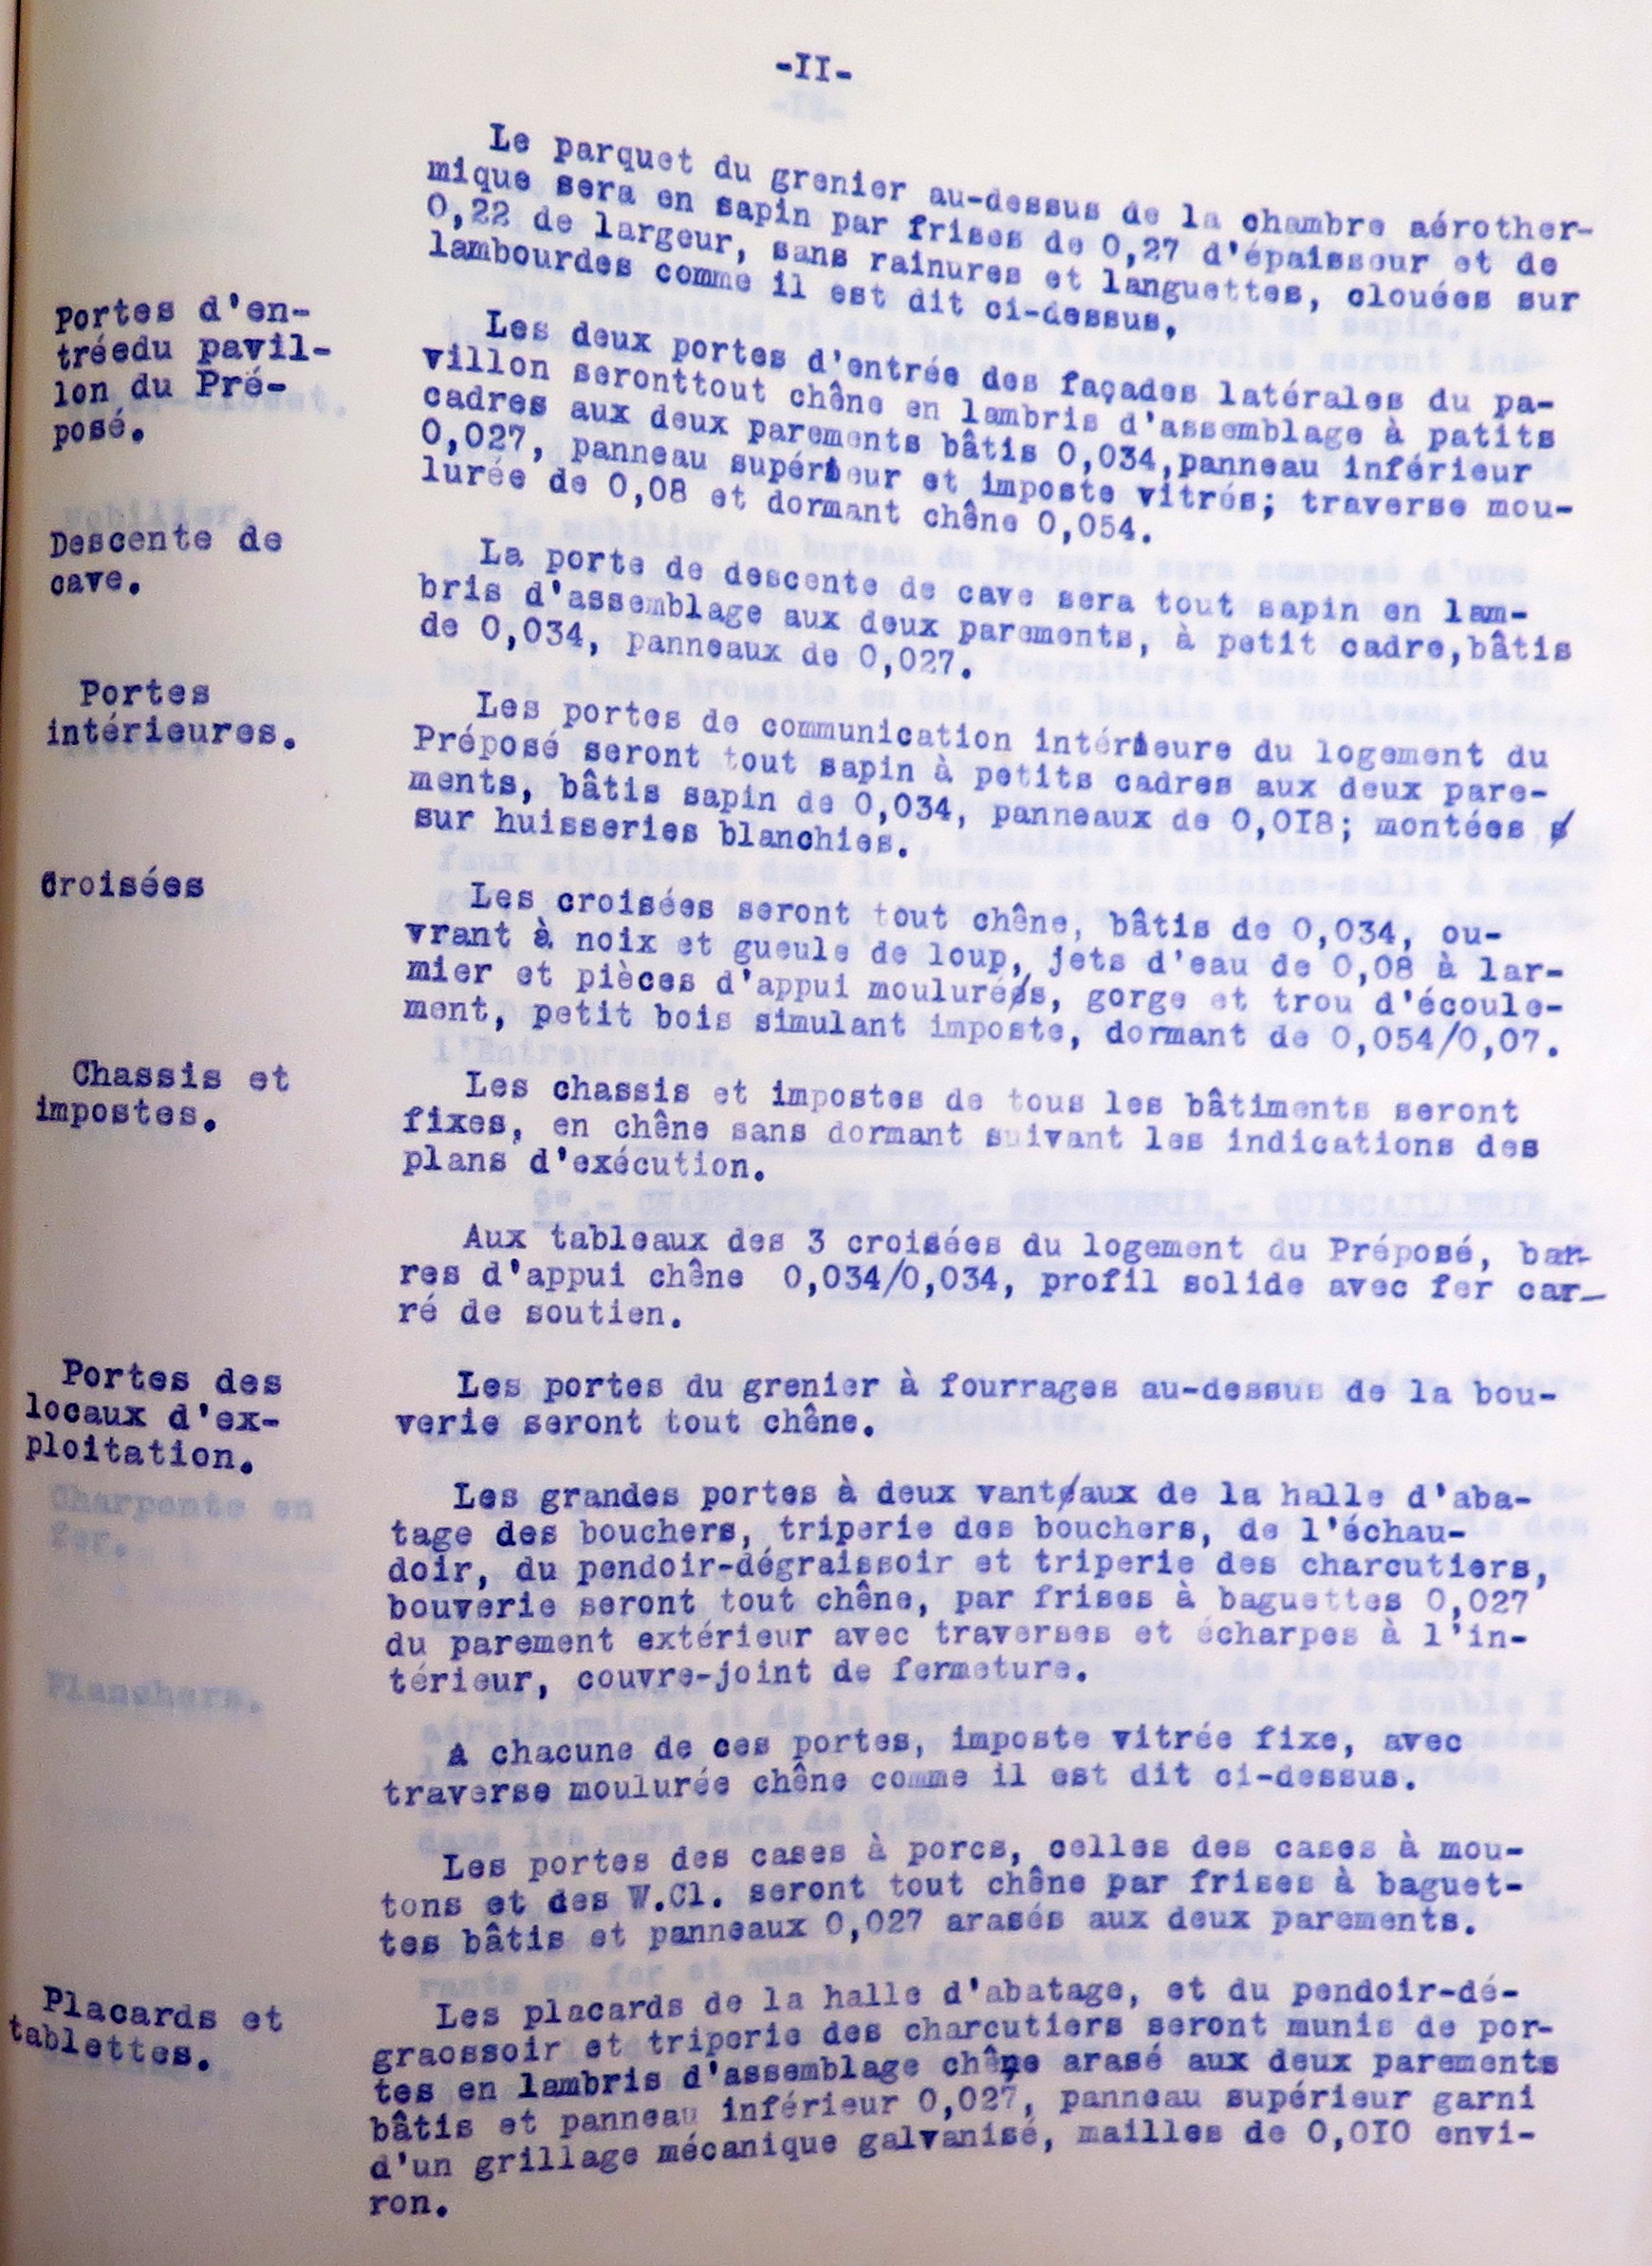 -II-
Le parquet du grenier au-dessus de la chambre aérother-
mique sera en sapin par frises de 0,27 d'épaisseur et de
0,22 de largeur, sans rainures et languettes, clouées sur
lambourdes comme il est dit ci-dessus.
Portes d'en-
tréedu pavil-
lon du Pré-
posé.
Les deux portes d'entrée des façades latérales du pa-
villon seronttout chêne en lambris d'assemblage à patits
cadres aux deux parements bâtis 0,034,panneau inférieur
0,027, panneau supérieur et imposte vitrés; traverse mou-
lurée de 0,08 et dormant chêne 0,054.
Descente de
cave.
La porte de descente de cave sera tout sapin en lam-
bris d'assemblage aux deux parements, à petit cadre,bâtis
de 0,034, panneaux de 0,027.
Portes
intérieures.
Les portes de communication intérieure du logement du
Préposé seront tout sapin à petits cadres aux deux pare-
ments, bâtis sapin de 0,034, panneaux de 0,0I8; montées
sur huisseries blanchies.
Croisées
Les croisées seront tout chêne, bâtis de 0,034, ou-
vrant à noix et gueule de loup, jets d'eau de 0,08 à lar-
mier et pièces d'appui moulurées, gorge et trou d'écoule-
ment, petit bois simulant imposte, dormant de 0,054/0,07.
Chassis et
impostes.
Les chassis et impostes de tous les bâtiments seront
fixes, en chêne sans dormant suivant les indications des
plans d'exécution.
Aux tableaux des 3 croisées du logement du Préposé, bar-
res d'appui chêne 0,034/0,034, profil solide avec fer car-
ré de soutien.
Portes des
locaux d'ex-
ploitation.
Les portes du grenier à fourrages au-dessus de la bou-
verie seront tout chêne.
Les grandes portes à deux vantaux de la halle d'aba-
tage des bouchers, triperie des bouchers, de l'échau-
doir, du pendoir-dégraissoir et triperie des charcutiers,
bouverie seront tout chêne, par frises à baguettes 0,027
du parement extérieur avec traverses et écharpes à l'in-
térieur, couvre-joint de fermeture.
A chacune de ces portes, imposte vitrée fixe, avec
traverse moulurée chêne comme il est dit ci-dessus.
Les portes des cases à porcs, celles des cases à mou-
tons et des W.Cl. seront tout chêne par frises à baguet-
tes bâtis et panneaux 0,027 arasés aux deux parements.
Placards et
tablettes.
Les placards de la halle d'abatage, et du pendoir-dé-
graossoir et triperie des charcutiers seront munis de por-
tes en lambris d'assemblage chêne arasé aux deux parements
bâtis et panneau inférieur 0,027, panneau supérieur garni
d'un grillage mécanique galvanisé, mailles de 0,0I0 envi-
ron.